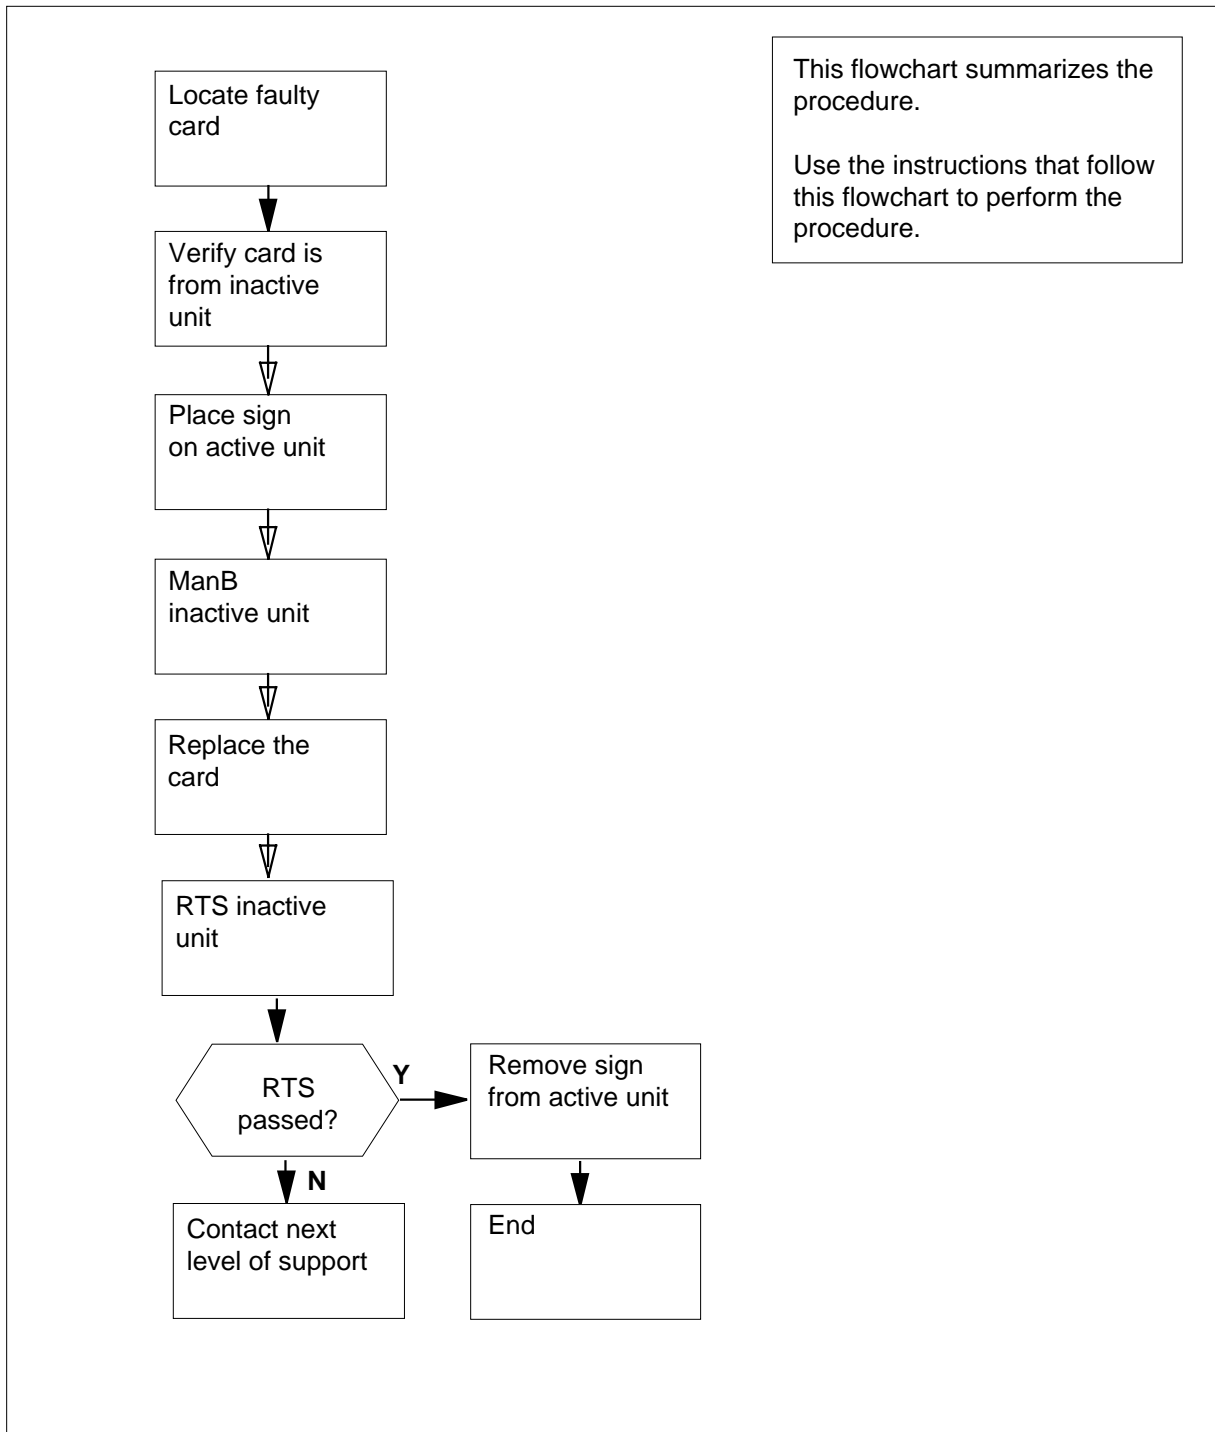 This flowchart summarizes the
procedure.
Use the instructions that follow
this flowchart to perform the
procedure.
Locate faulty
card
Verify card is
from inactive
unit
Place sign
on active unit
ManB
inactive unit
Replace the
card
RTS inactive
unit
RTS
passed?
Y
Remove sign
from active unit
N
Contact next
level of support
End